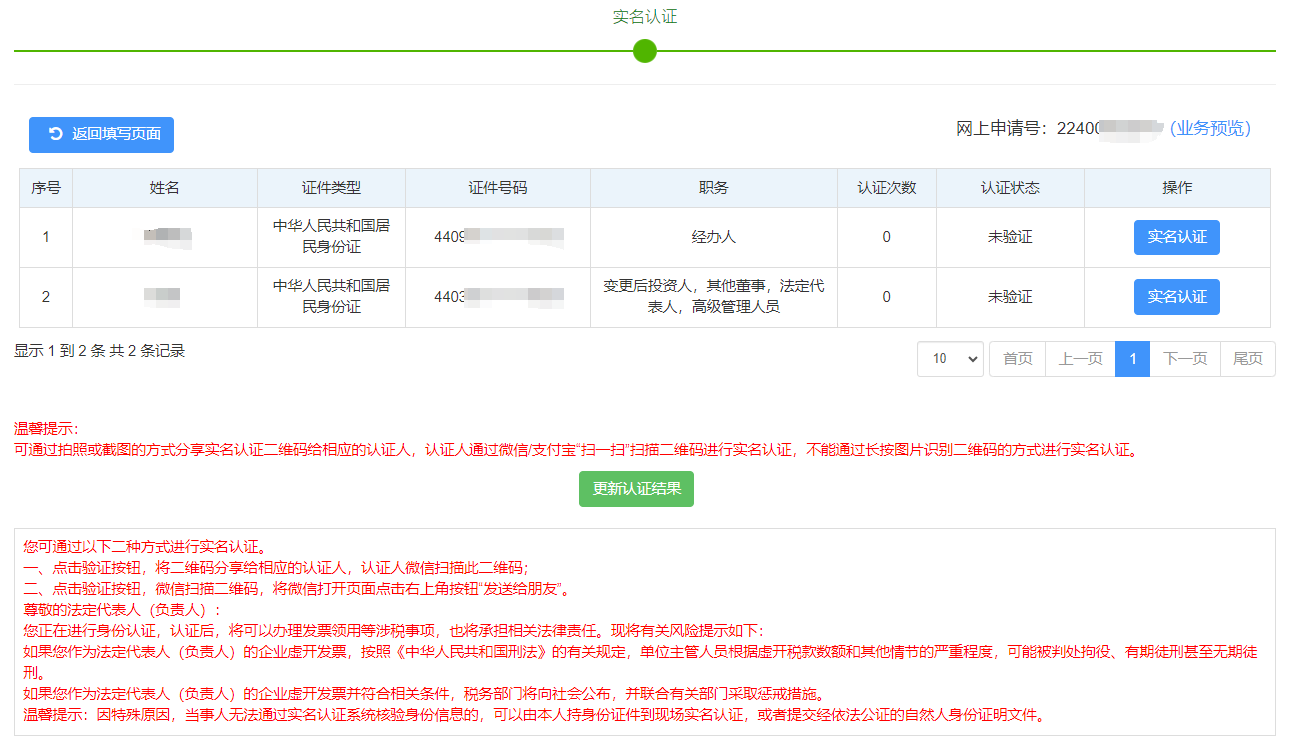 实名认证
返回填写页面
网上申请号：22400 (业务预览)
序号 姓名 证件类型 证件号码 职务 认证次数 认证状态 操作
1 中华人民共和国居民身份证 4409 经办人 0 未验证 实名认证
2 中华人民共和国居民身份证 4403 变更后投资人，其他董事，法定代表人，高级管理人员 0 未验证 实名认证
显示 1 到 2 条 共 2 条记录
10 首页 上一页 1 下一页 尾页
温馨提示：
可通过拍照或截图的方式分享实名认证二维码给相应的认证人，认证人通过微信/支付宝“扫一扫”扫描二维码进行实名认证，不能通过长按图片识别二维码的方式进行实名认证。
更新认证结果
您可通过以下二种方式进行实名认证。
一、点击验证按钮，将二维码分享给相应的认证人，认证人微信扫描此二维码；
二、点击验证按钮，微信扫描二维码，将微信打开页面点击右上角按钮“发送给朋友”。
尊敬的法定代表人（负责人）：
您正在进行身份认证，认证后，将可以办理发票领用等涉税事项，也将承担相关法律责任。现将有关风险提示如下：
如果您作为法定代表人（负责人）的企业虚开发票，按照《中华人民共和国刑法》的有关规定，单位主管人员根据虚开税款数额和其他情节的严重程度，可能被判处拘役、有期徒刑甚至无期徒
刑。
如果您作为法定代表人（负责人）的企业虚开发票并符合相关条件，税务部门将向社会公布，并联合有关部门采取惩戒措施。
温馨提示：因特殊原因，当事人无法通过实名认证系统核验身份信息的，可以由本人持身份证件到现场实名认证，或者提交经依法公证的自然人身份证明文件。